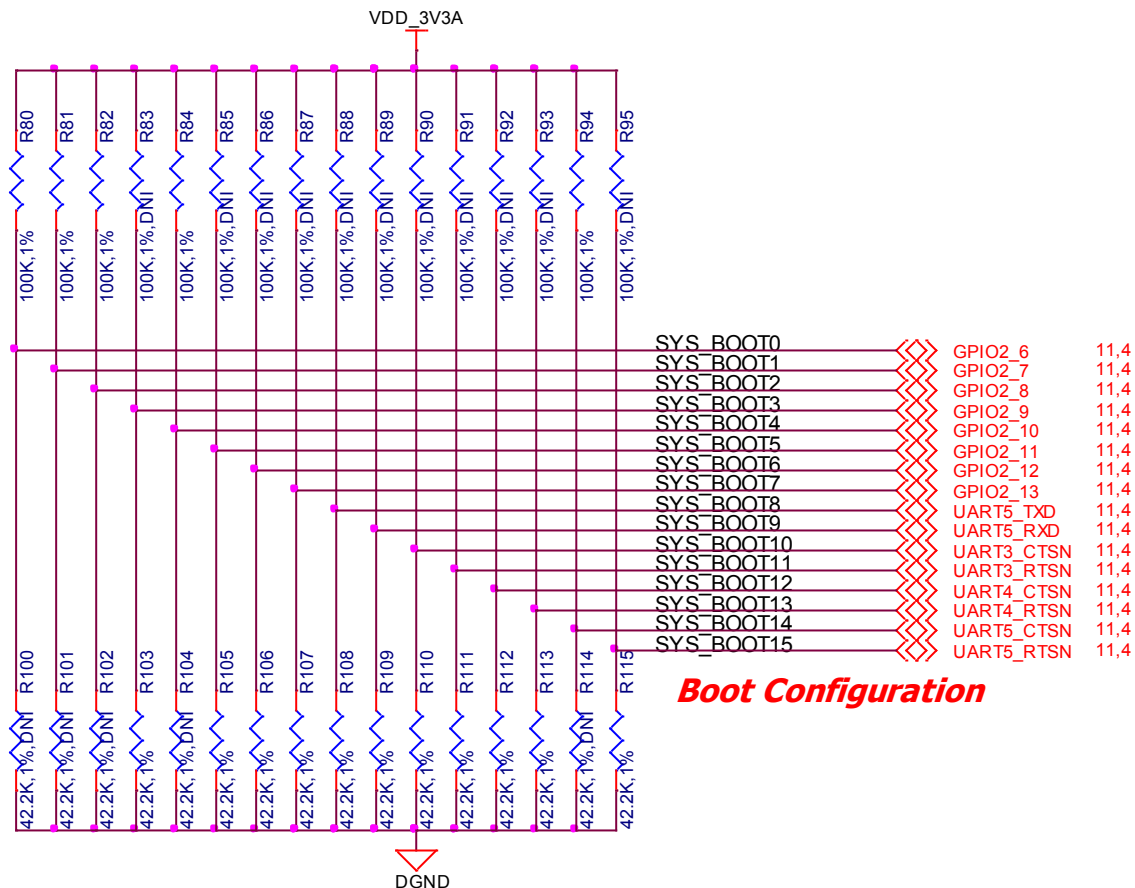 VDD_3V3A
R80
R81
R82
R83
R84
R85
R86
R87
R88
R89
R90
R91
R92
R93
R94
R95
100K,1%
100K,1%
100K,1%
100K,1%,DNI
100K,1%
100K,1%,DNI
100K,1%,DNI
100K,1%,DNI
100K,1%,DNI
100K,1%,DNI
100K,1%,DNI
100K,1%,DNI
100K,1%,DNI
100K,1%,DNI
100K,1%
100K,1%,DNI
SYS_BOOT0 GPIO2_6 11,4
SYS_BOOT1 GPIO2_7 11,4
SYS_BOOT2 GPIO2_8 11,4
SYS_BOOT3 GPIO2_9 11,4
SYS_BOOT4 GPIO2_10 11,4
SYS_BOOT5 GPIO2_11 11,4
SYS_BOOT6 GPIO2_12 11,4
SYS_BOOT7 GPIO2_13 11,4
SYS_BOOT8 UART5_TXD 11,4
SYS_BOOT9 UART5_RXD 11,4
SYS_BOOT10 UART3_CTSN 11,4
SYS_BOOT11 UART3_RTSN 11,4
SYS_BOOT12 UART4_CTSN 11,4
SYS_BOOT13 UART4_RTSN 11,4
SYS_BOOT14 UART5_CTSN 11,4
SYS_BOOT15 UART5_RTSN 11,4
Boot Configuration
R100
R101
R102
R103
R104
R105
R106
R107
R108
R109
R110
R111
R112
R113
R114
R115
42.2K,1%,DNI
42.2K,1%,DNI
42.2K,1%,DNI
42.2K,1%
42.2K,1%,DNI
42.2K,1%
42.2K,1%
42.2K,1%
42.2K,1%
42.2K,1%
42.2K,1%
42.2K,1%
42.2K,1%
42.2K,1%
42.2K,1%,DNI
42.2K,1%
DGND